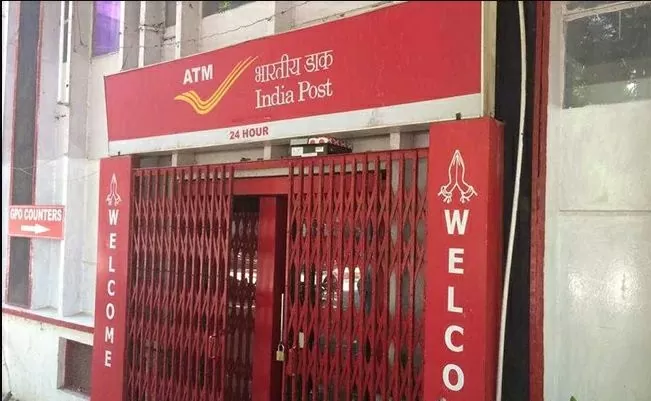 ATM
भारतीय डाक
India Post
24 HOUR
GPO COUNTERS
WELCOME
WELCO